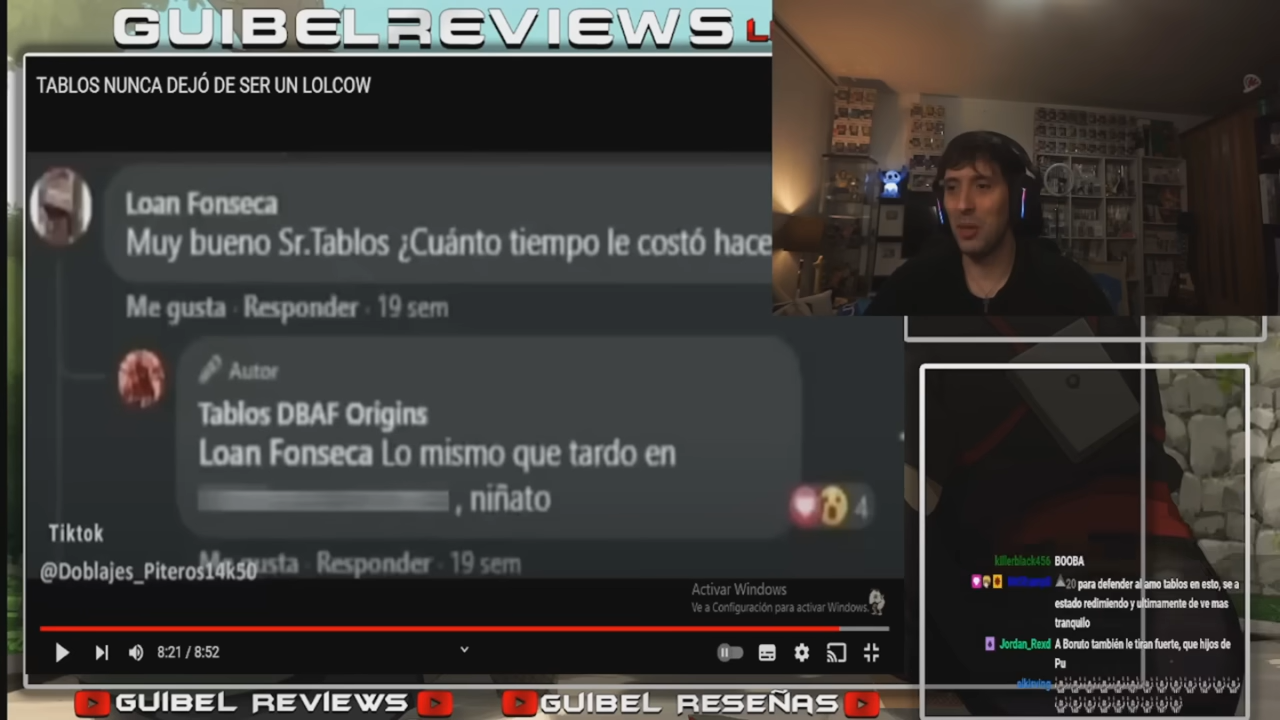 GUIBELREVIEWS
TABLOS NUNCA DEJÓ DE SER UN LOLCOW
Loan Fonseca
Muy bueno Sr.Tablos ¿Cuánto tiempo le costó hace
Me gusta · Responder · 19 sem
Autor
Tablos DBAF Origins
Loan Fonseca Lo mismo que tardo en
, niñato
4
Me gusta · Responder · 19 sem
Tiktok
@Doblajes_Piteros14k50
Activar Windows
Ve a Configuración para activar Windows.
8:21 / 8:52
killerblack456 BOOBA
20 para defender al amo tablos en esto, se a
estado redimiendo y ultimamente de ve mas
tranquilo
Jordan_Rexd A Boruto también le tiran fuerte, que hijos de
Pu
GUIBEL REVIEWS
GUIBEL RESEÑAS